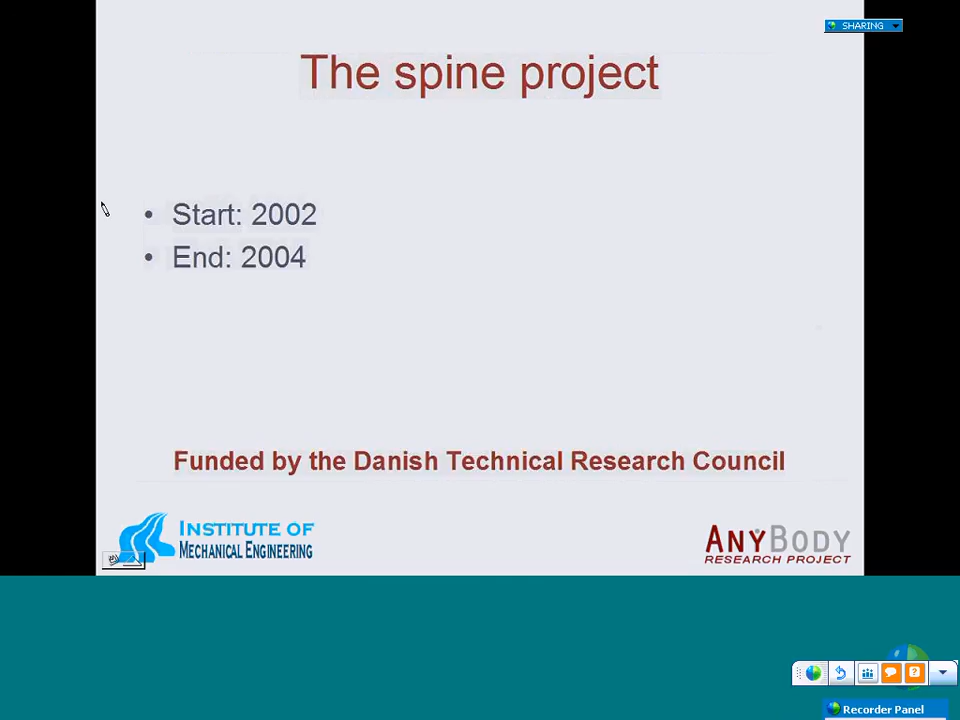 SHARING
The spine project
• Start: 2002
• End: 2004
Funded by the Danish Technical Research Council
INSTITUTE OF
MECHANICAL ENGINEERING
ANYBODY
RESEARCH PROJECT
Recorder Panel